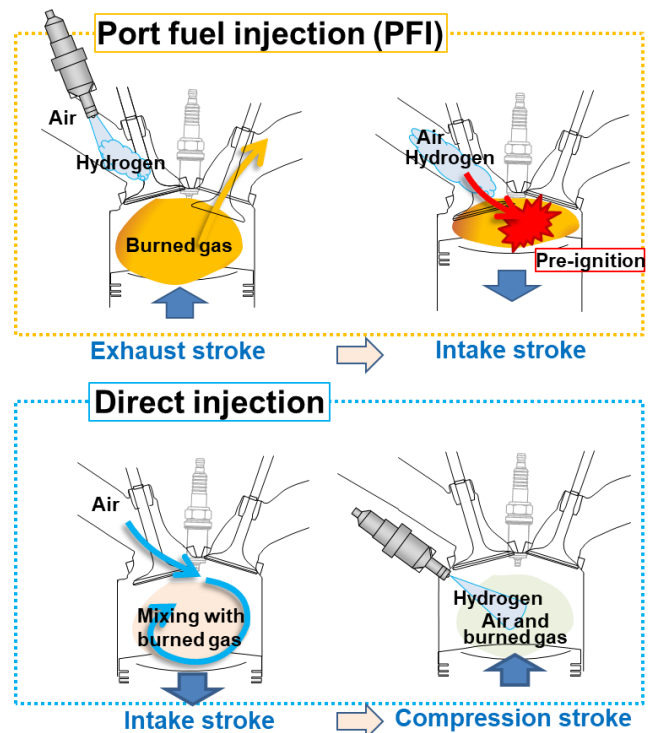 Port fuel injection (PFI)
Air
Hydrogen
Burned gas
Air
Hydrogen
Pre-ignition
Exhaust stroke
Intake stroke
Direct injection
Air
Mixing with
burned gas
Hydrogen
Air and
burned gas
Intake stroke
Compression stroke